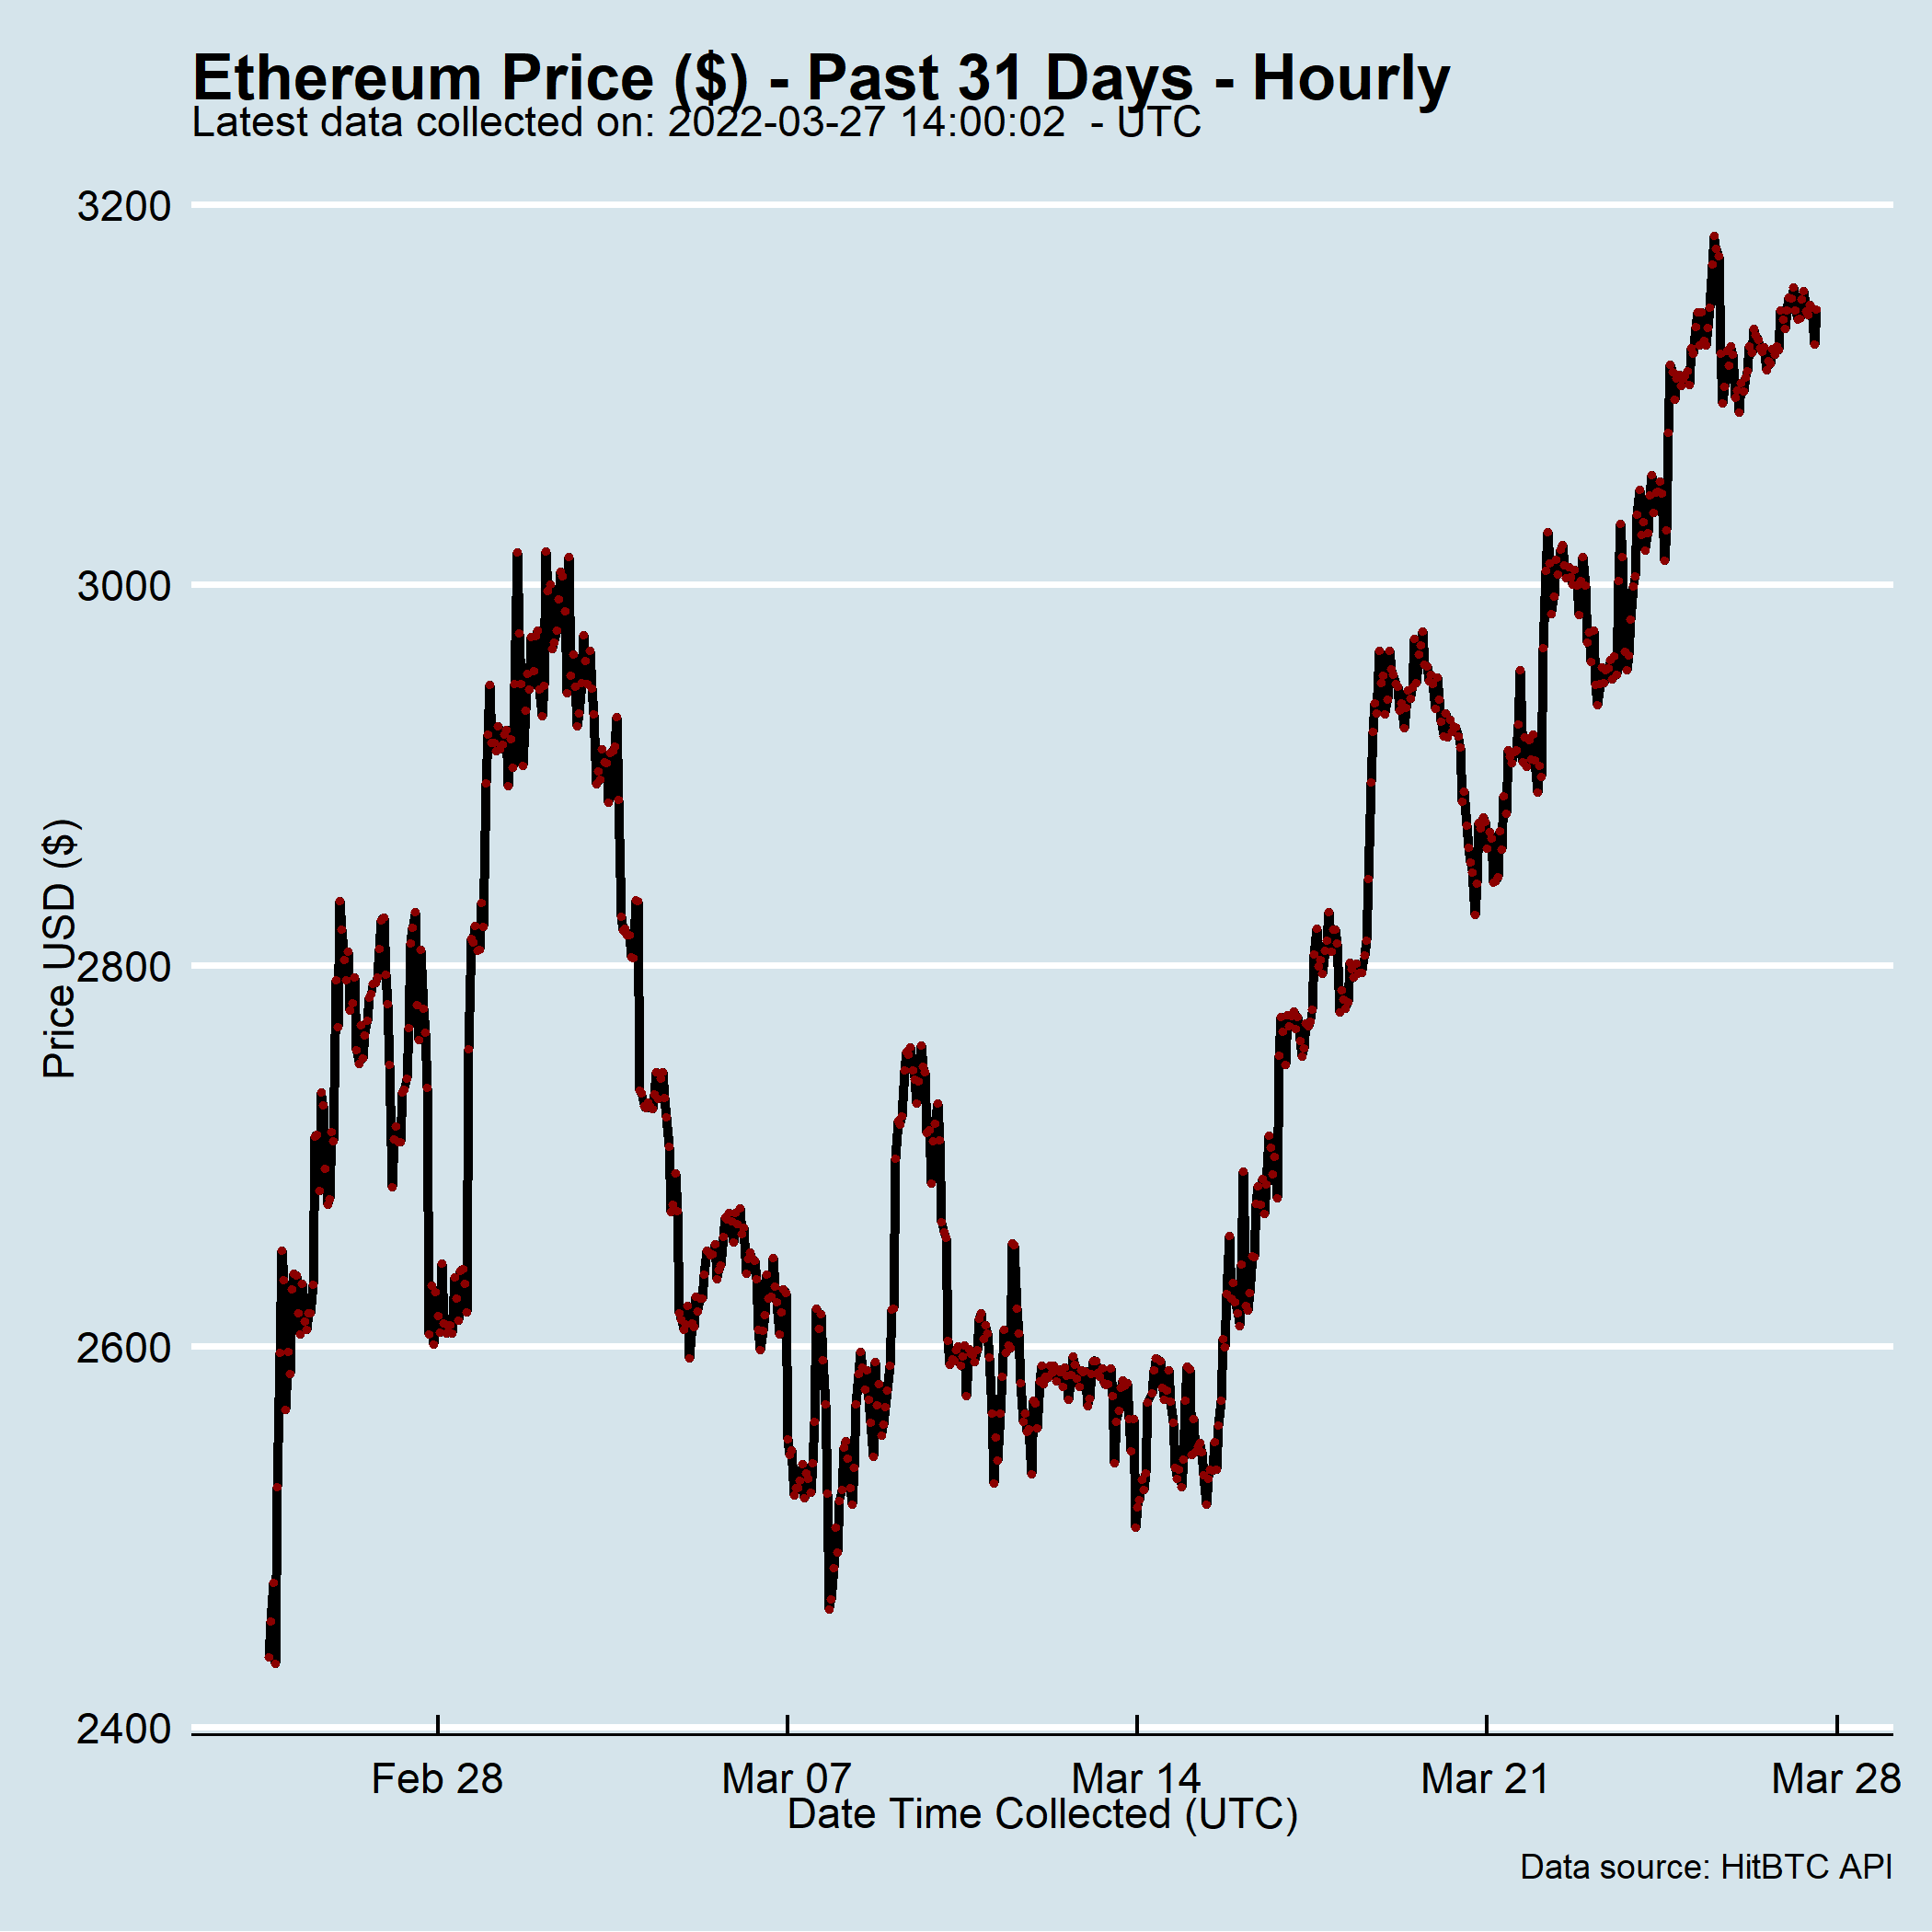 Ethereum Price ($) - Past 31 Days - Hourly
Latest data collected on: 2022-03-27 14:00:02  - UTC
3200
3000
2800
2600
2400
Price USD ($)
Feb 28 Mar 07 Mar 14 Mar 21 Mar 28
Date Time Collected (UTC)
Data source: HitBTC API